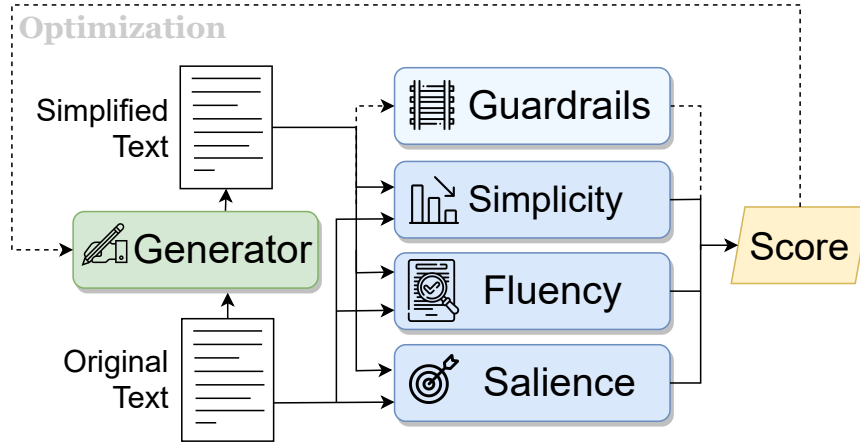 Optimization
Simplified
Text
Guardrails
Simplicity
Generator
Score
Fluency
Original
Text
Salience